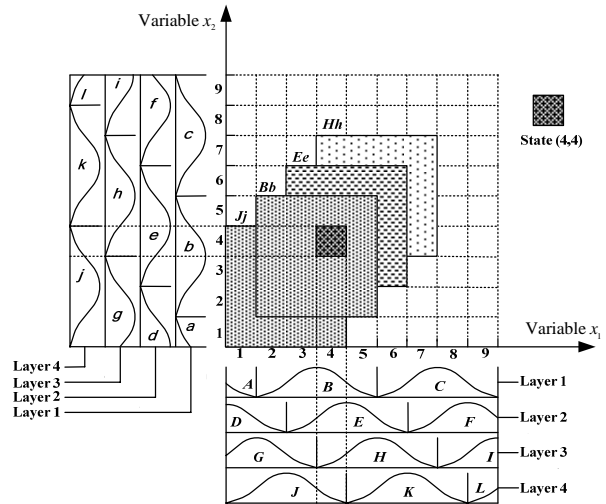 Variable x2
l i f c
k h e b
j g d a
9
8
7
6
5
4
3
2
1
Hh
Ee
Bb
Jj
State (4,4)
Variable x1
1 2 3 4 5 6 7 8 9
Layer 4
Layer 3
Layer 2
Layer 1
A B C Layer 1
D E F Layer 2
G H I Layer 3
J K L Layer 4